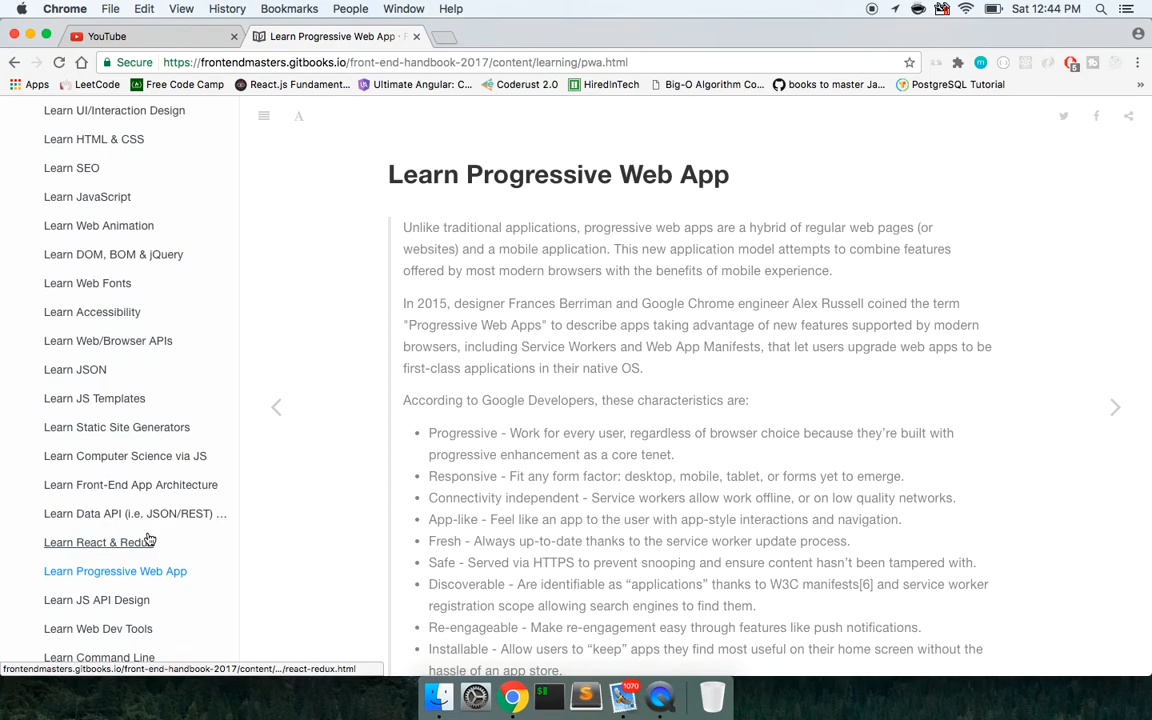 Chrome File Edit View History Bookmarks People Window Help Sat 12:44 PM
YouTube Learn Progressive Web App · F
Secure https://frontendmasters.gitbooks.io/front-end-handbook-2017/content/learning/pwa.html
Apps LeetCode Free Code Camp React.js Fundament... Ultimate Angular: C... Coderust 2.0 HiredInTech Big-O Algorithm Co... books to master Ja... PostgreSQL Tutorial »
Learn UI/Interaction Design
Learn HTML & CSS
Learn SEO
Learn JavaScript
Learn Web Animation
Learn DOM, BOM & jQuery
Learn Web Fonts
Learn Accessibility
Learn Web/Browser APIs
Learn JSON
Learn JS Templates
Learn Static Site Generators
Learn Computer Science via JS
Learn Front-End App Architecture
Learn Data API (i.e. JSON/REST) ...
Learn React & Redux
Learn Progressive Web App
Learn JS API Design
Learn Web Dev Tools
Learn Command Line
frontendmasters.gitbooks.io/front-end-handbook-2017/content/.../react-redux.html
A
Learn Progressive Web App
Unlike traditional applications, progressive web apps are a hybrid of regular web pages (or
websites) and a mobile application. This new application model attempts to combine features
offered by most modern browsers with the benefits of mobile experience.
In 2015, designer Frances Berriman and Google Chrome engineer Alex Russell coined the term
"Progressive Web Apps" to describe apps taking advantage of new features supported by modern
browsers, including Service Workers and Web App Manifests, that let users upgrade web apps to be
first-class applications in their native OS.
According to Google Developers, these characteristics are:
• Progressive - Work for every user, regardless of browser choice because they’re built with
progressive enhancement as a core tenet.
• Responsive - Fit any form factor: desktop, mobile, tablet, or forms yet to emerge.
• Connectivity independent - Service workers allow work offline, or on low quality networks.
• App-like - Feel like an app to the user with app-style interactions and navigation.
• Fresh - Always up-to-date thanks to the service worker update process.
• Safe - Served via HTTPS to prevent snooping and ensure content hasn’t been tampered with.
• Discoverable - Are identifiable as “applications” thanks to W3C manifests[6] and service worker
registration scope allowing search engines to find them.
• Re-engageable - Make re-engagement easy through features like push notifications.
• Installable - Allow users to “keep” apps they find most useful on their home screen without the
hassle of an app store.
1070